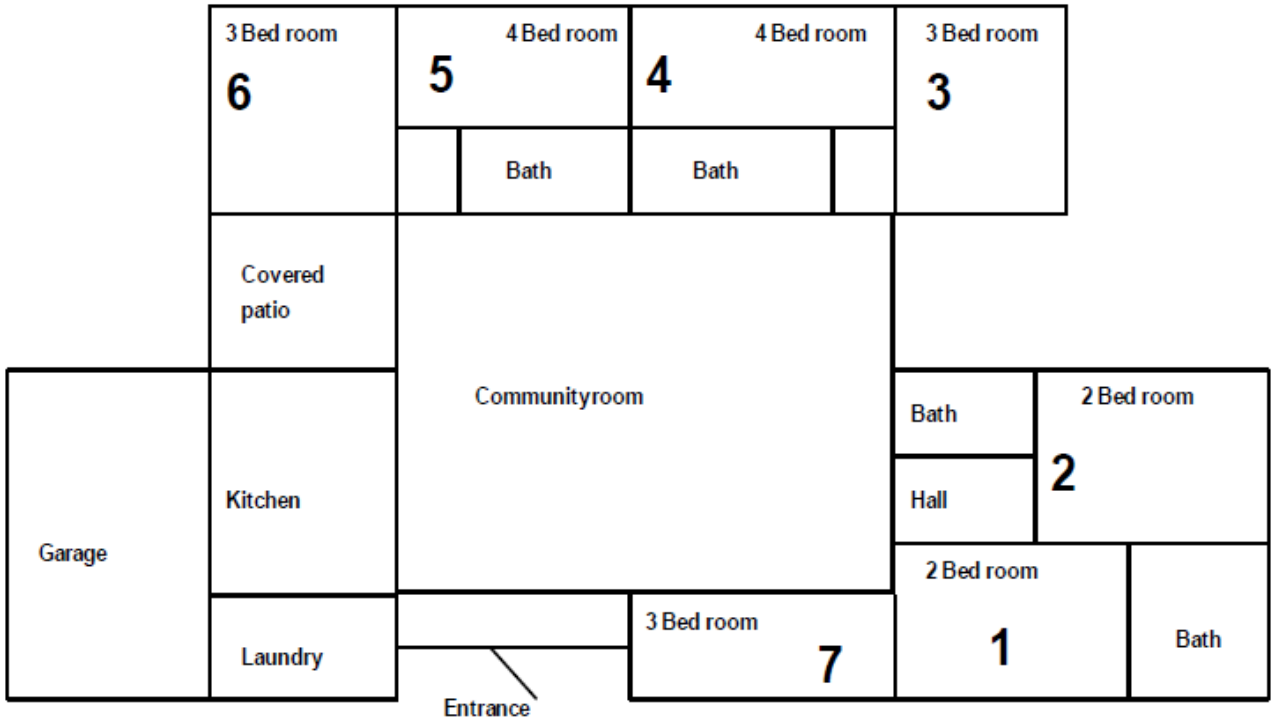 3 Bed room
6
4 Bed room
5
4 Bed room
4
3 Bed room
3
Bath
Bath
Covered
patio
Communityroom
Bath
2 Bed room
2
Kitchen
Hall
Garage
2 Bed room
1
3 Bed room
7
Bath
Laundry
Entrance